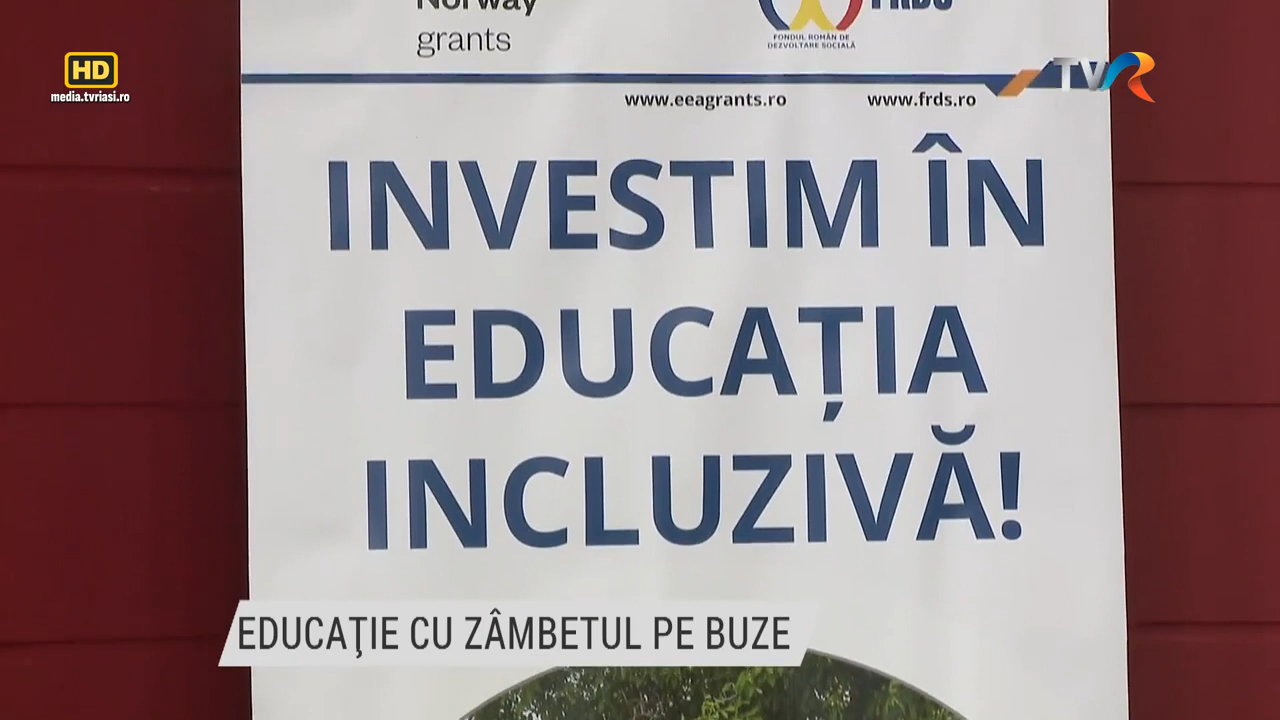 Norway
grants
FRDS
FONDUL ROMÂN DE
DEZVOLTARE SOCIALĂ
HD
media.tvriasi.ro
TVR
www.eeagrants.ro
www.frds.ro
INVESTIM ÎN
EDUCAȚIA
INCLUZIVĂ!
EDUCAŢIE CU ZÂMBETUL PE BUZE